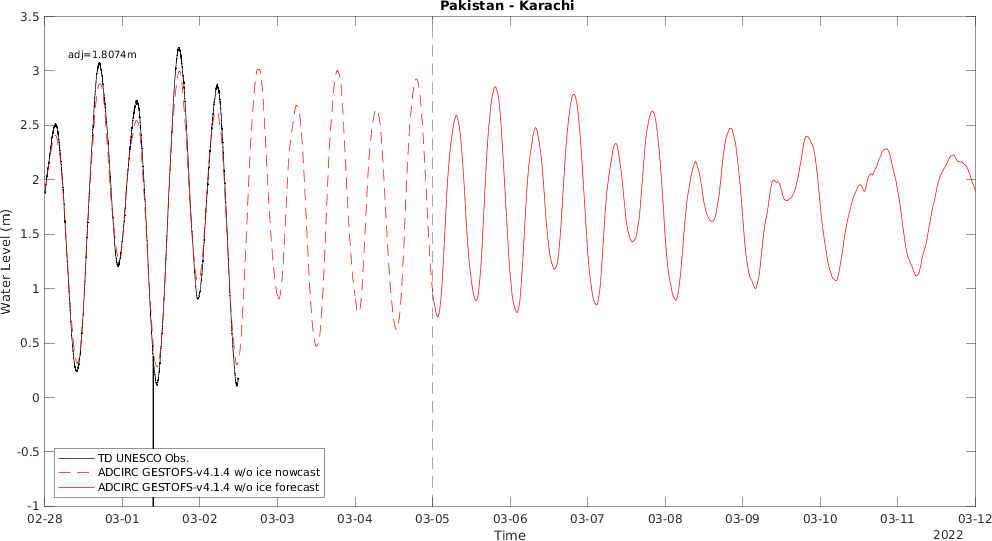 Pakistan - Karachi
adj=1.8074m
3.5
3
2.5
2
1.5
1
0.5
0
-0.5
-1
Water Level (m)
TD UNESCO Obs.
ADCIRC GESTOFS-v4.1.4 w/o ice nowcast
ADCIRC GESTOFS-v4.1.4 w/o ice forecast
02-28 03-01 03-02 03-03 03-04 03-05 03-06 03-07 03-08 03-09 03-10 03-11 03-12
Time
2022